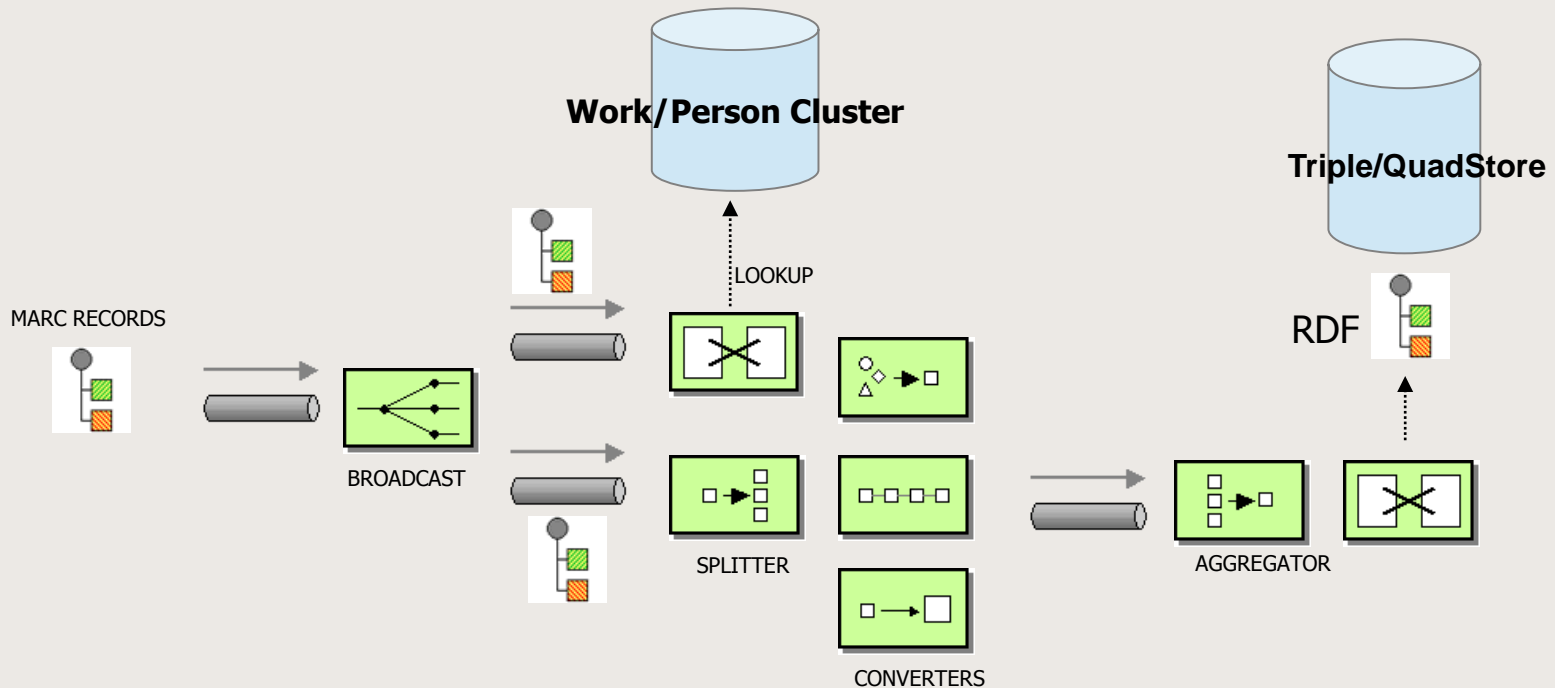 Work/Person Cluster
Triple/QuadStore
LOOKUP
MARC RECORDS
RDF
BROADCAST
SPLITTER
AGGREGATOR
CONVERTERS